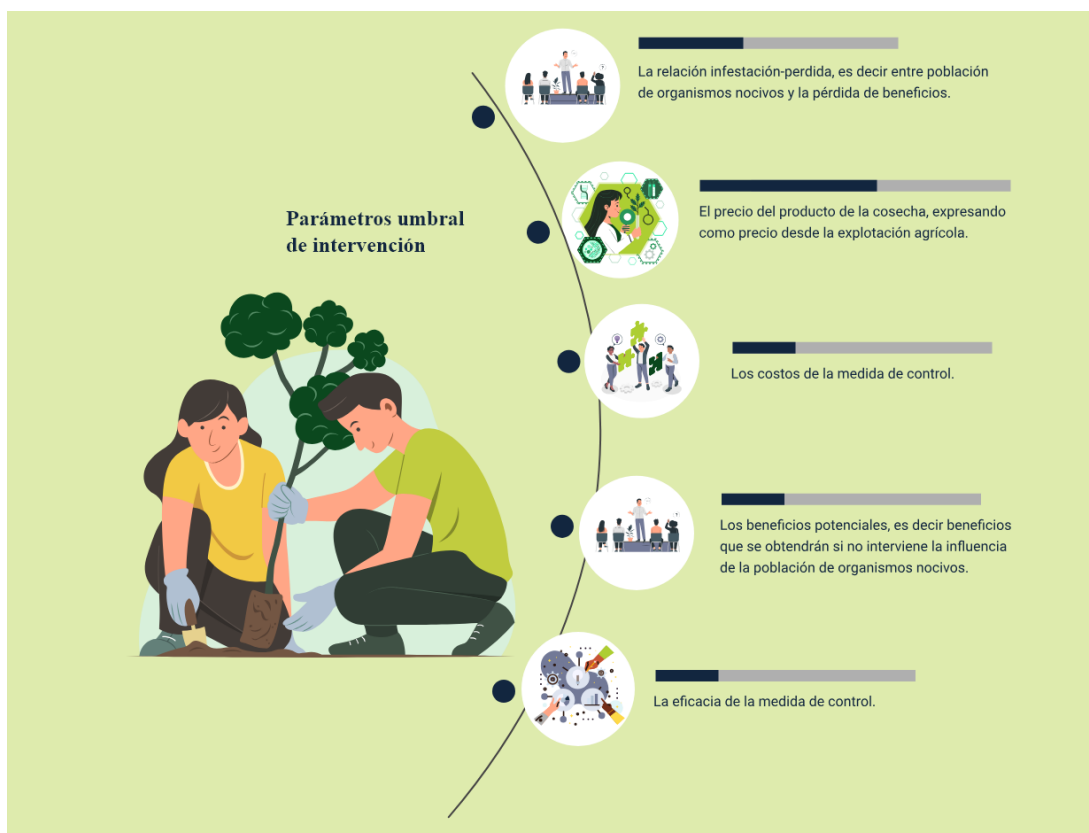 Parámetros umbral
de intervención
La relación infestación-perdida, es decir entre población
de organismos nocivos y la pérdida de beneficios.
El precio del producto de la cosecha, expresando
como precio desde la explotación agrícola.
Los costos de la medida de control.
Los beneficios potenciales, es decir beneficios
que se obtendrán si no interviene la influencia
de la población de organismos nocivos.
La eficacia de la medida de control.